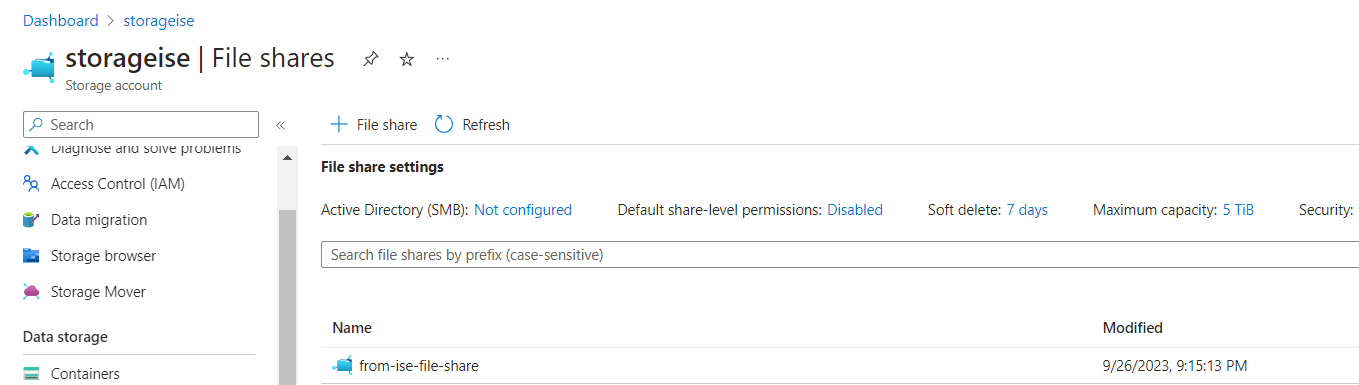 Dashboard > storageise
storageise | File shares
Storage account
Search
File share
Refresh
Diagnose and solve problems
Access Control (IAM)
Data migration
Storage browser
Storage Mover
Data storage
Containers
File share settings
Active Directory (SMB): Not configured Default share-level permissions: Disabled Soft delete: 7 days Maximum capacity: 5 TiB Security:
Search file shares by prefix (case-sensitive)
Name Modified
from-ise-file-share 9/26/2023, 9:15:13 PM